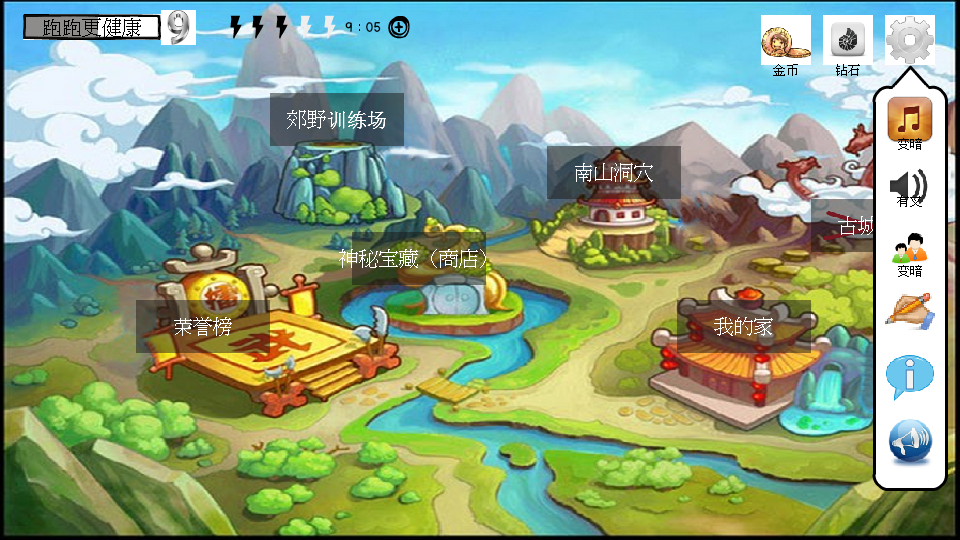 跑跑更健康
9
9:05
金币
钻石
变暗
有文
变暗
郊野训练场
南山洞穴
古城
神秘宝藏（商店）
荣誉榜
我的家